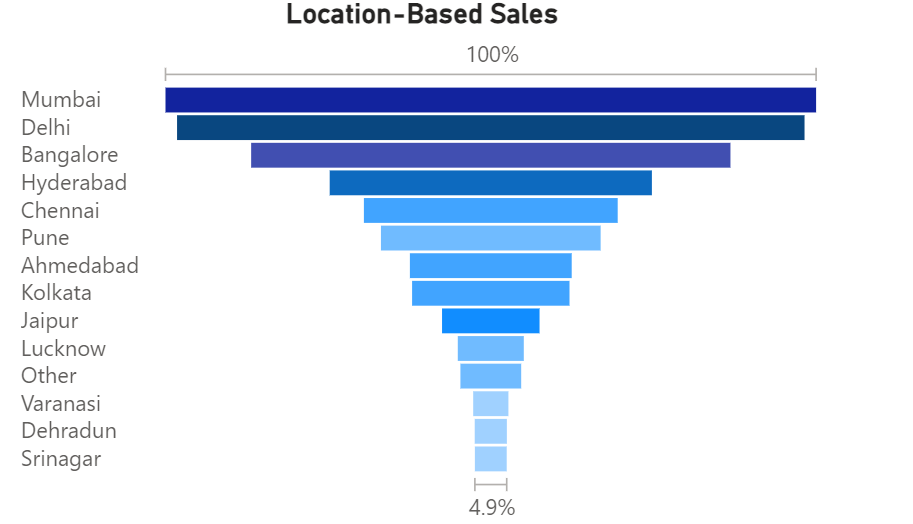 Location-Based Sales
100%
Mumbai
Delhi
Bangalore
Hyderabad
Chennai
Pune
Ahmedabad
Kolkata
Jaipur
Lucknow
Other
Varanasi
Dehradun
Srinagar
4.9%